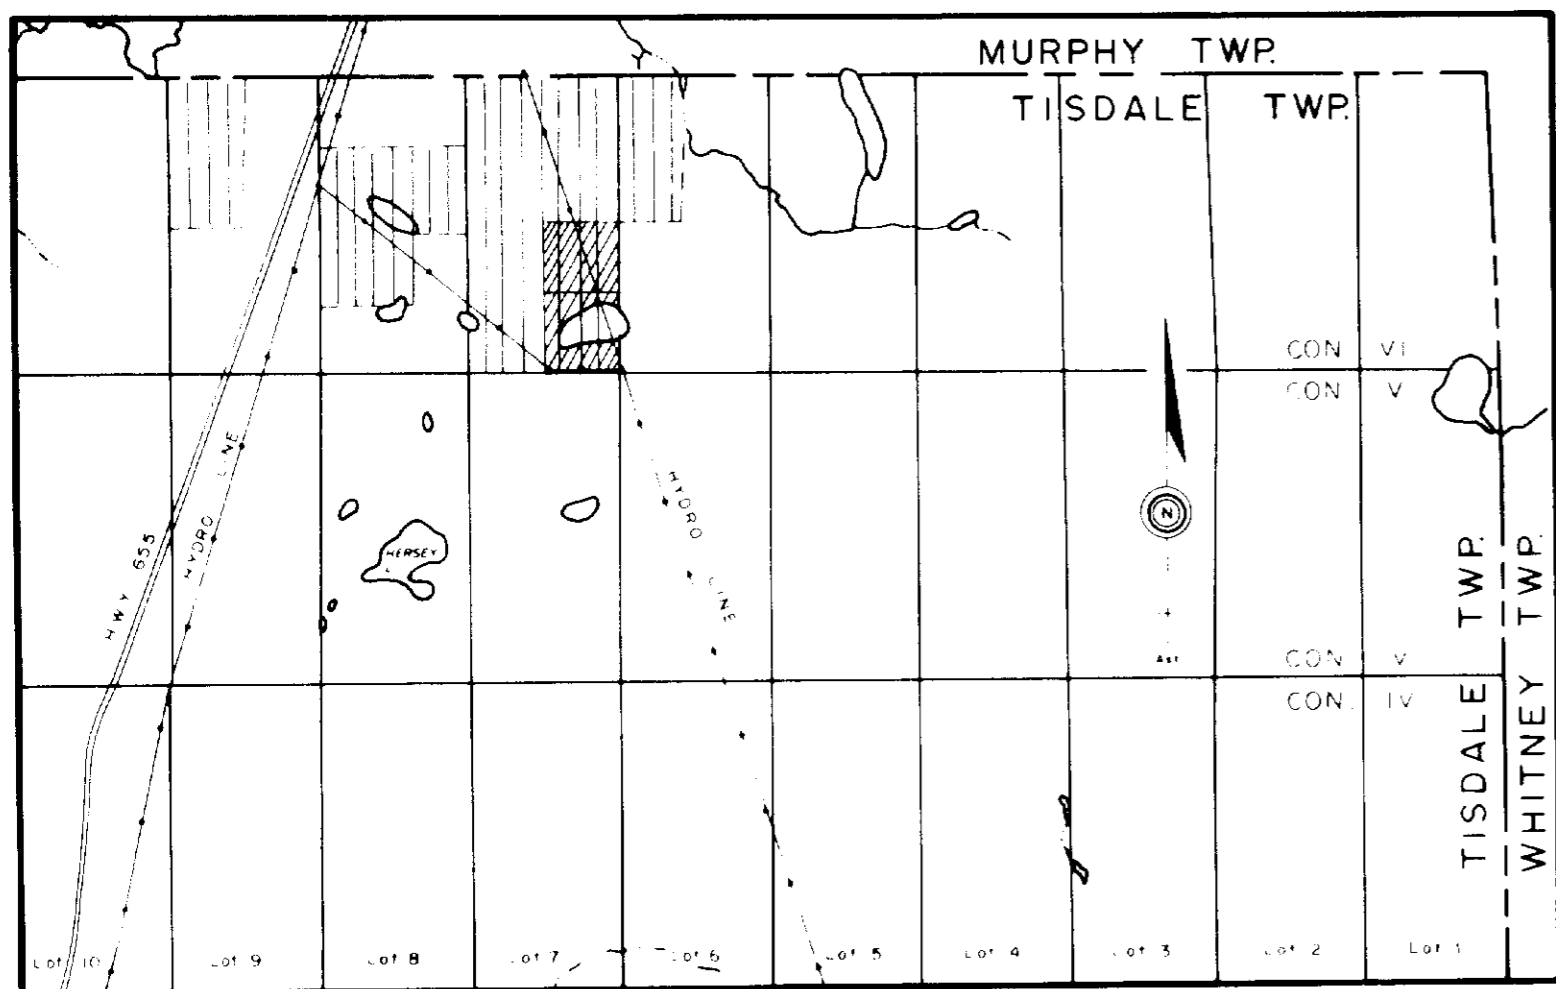 MURPHY TWP.
TISDALE TWP.
CON VI
CON V
HYDRO LINE
HWY 655
HYDRO LINE
HERSEY
N
Ast
TISDALE TWP.
WHITNEY TWP.
CON V
CON. IV
Lot 10 Lot 9 Lot 8 Lot 7 Lot 6 Lot 5 Lot 4 Lot 3 Lot 2 Lot 1